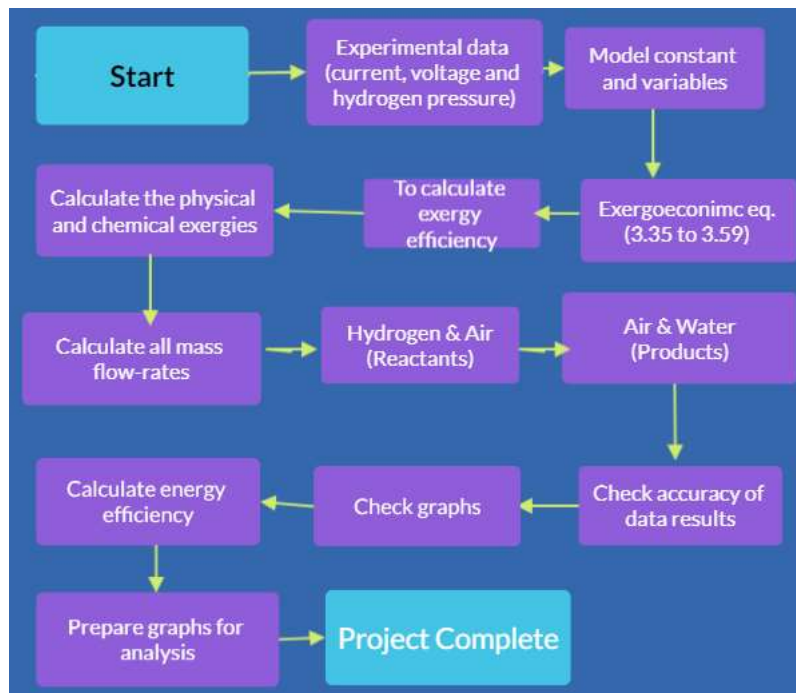 Start
Experimental data
(current, voltage and
hydrogen pressure)
Model constant
and variables
Exergoeconimc eq.
(3.35 to 3.59)
To calculate
exergy
efficiency
Calculate the physical
and chemical exergies
Calculate all mass
flow-rates
Hydrogen & Air
(Reactants)
Air & Water
(Products)
Check accuracy of
data results
Check graphs
Calculate energy
efficiency
Prepare graphs for
analysis
Project Complete